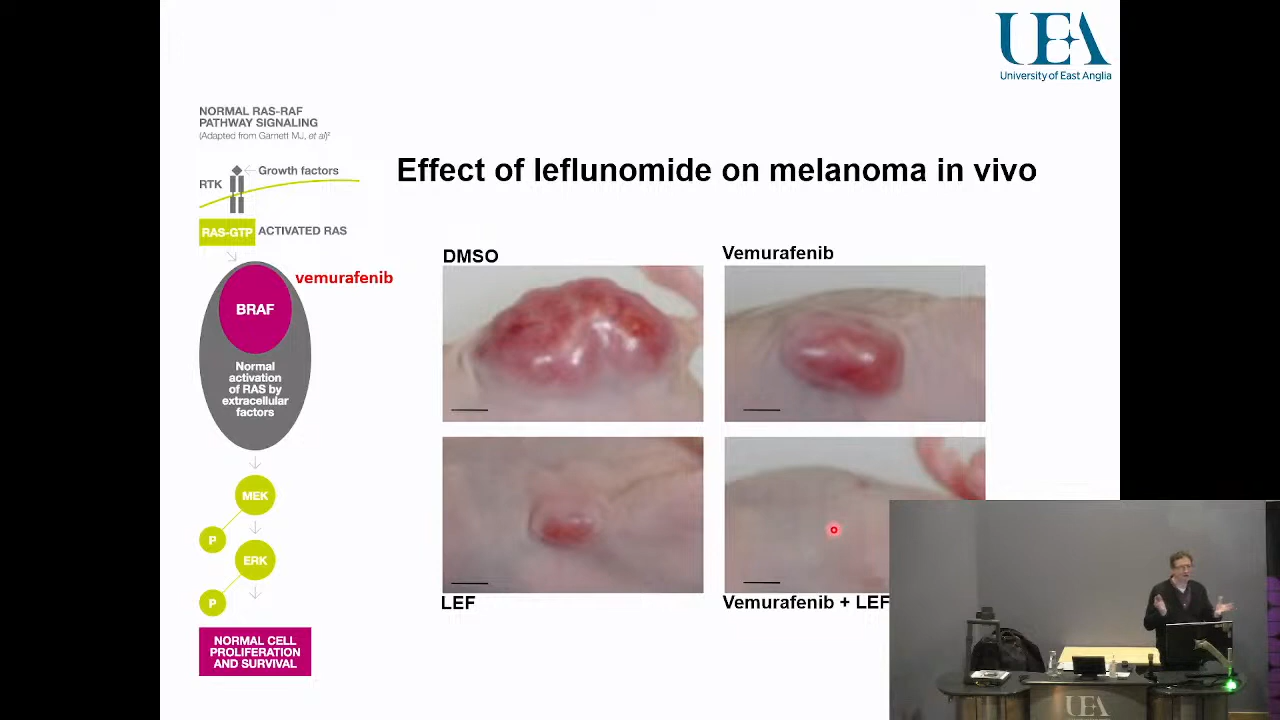 UEA
University of East Anglia
NORMAL RAS-RAF
PATHWAY SIGNALING
(Adapted from Garnett MJ, et al)²
Growth factors
RTK
RAS-GTP
ACTIVATED RAS
vemurafenib
BRAF
Normal
activation
of RAS by
extracellular
factors
MEK
P
ERK
P
NORMAL CELL
PROLIFERATION
AND SURVIVAL
Effect of leflunomide on melanoma in vivo
DMSO
Vemurafenib
LEF
Vemurafenib + LEF
UEA